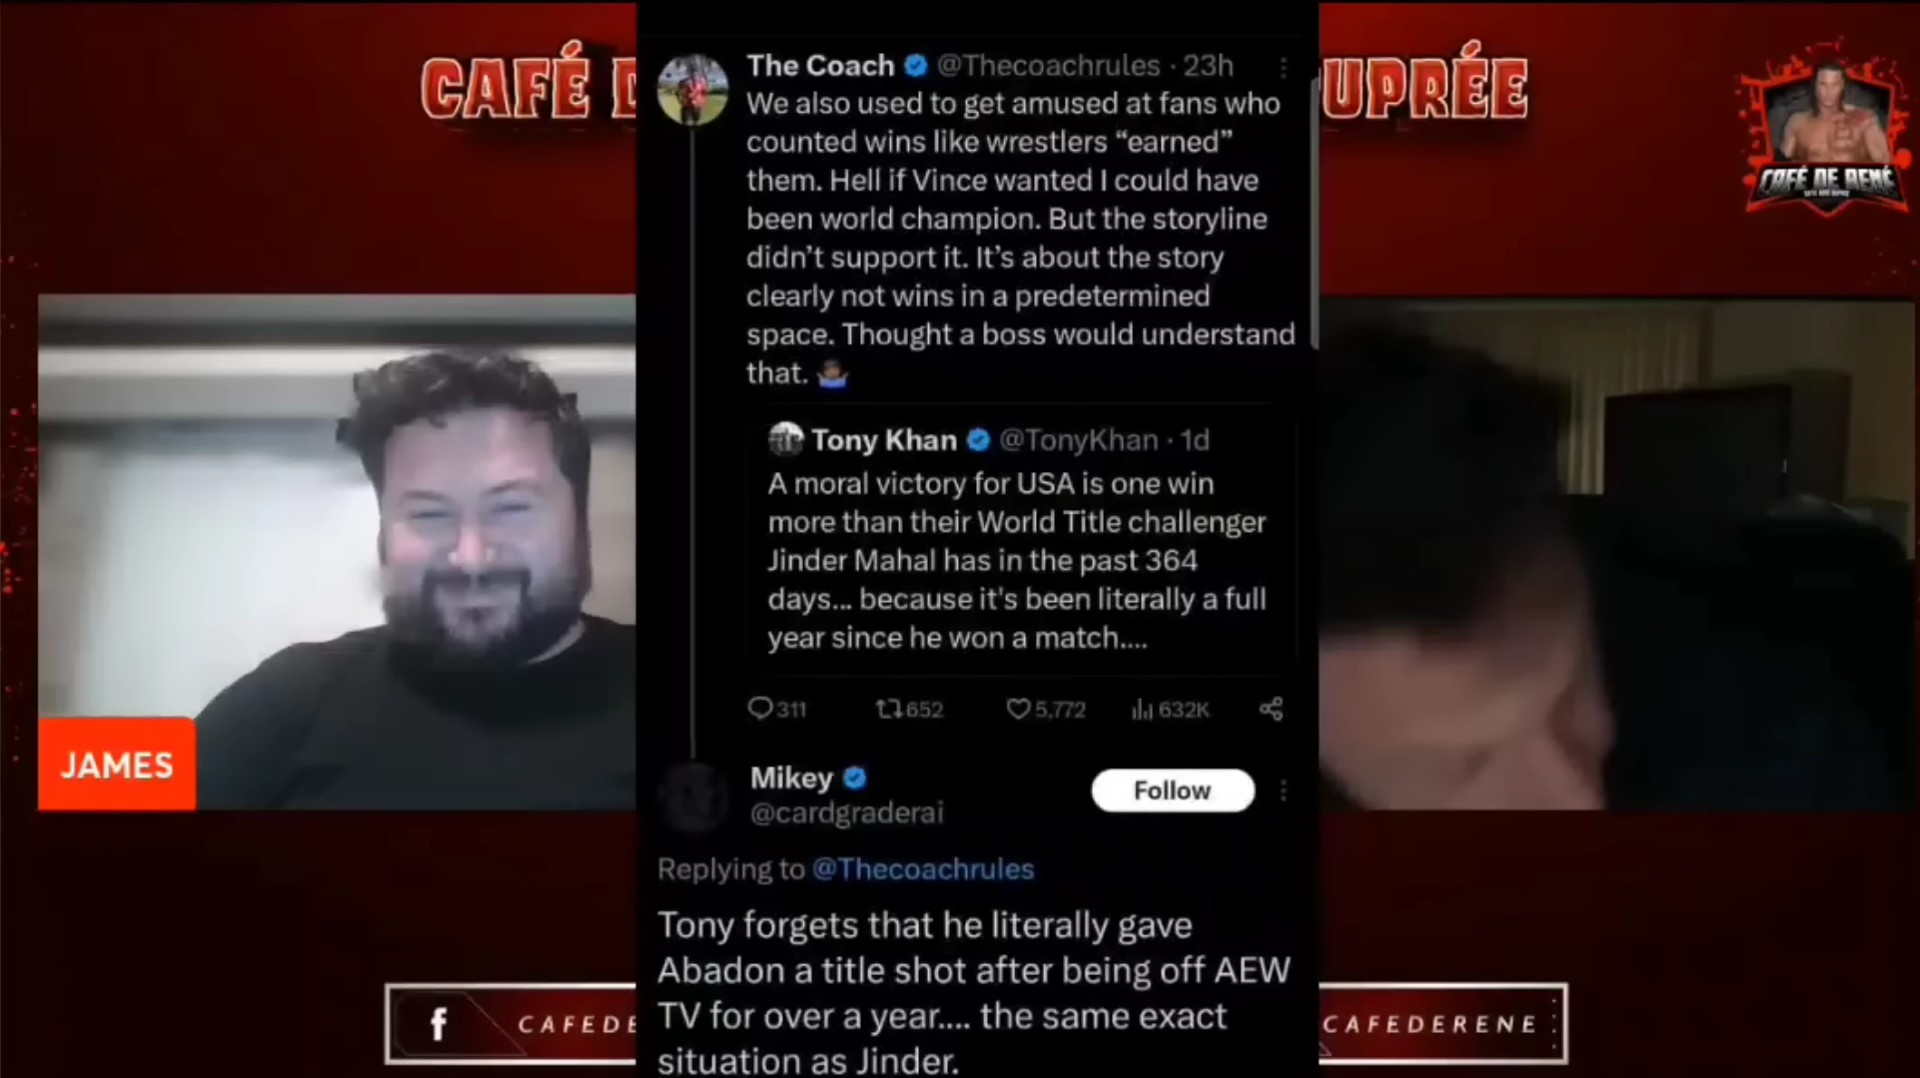 CAFÉ D
UPRÉE
CAFÉ DE RENÉ
JAMES
The Coach @Thecoachrules · 23h
We also used to get amused at fans who
counted wins like wrestlers “earned”
them. Hell if Vince wanted I could have
been world champion. But the storyline
didn’t support it. It’s about the story
clearly not wins in a predetermined
space. Thought a boss would understand
that. 🤷🏾‍♂️
Tony Khan @TonyKhan · 1d
A moral victory for USA is one win
more than their World Title challenger
Jinder Mahal has in the past 364
days... because it's been literally a full
year since he won a match....
311 652 5,772 632K
Mikey
Follow
@cardgraderai
Replying to @Thecoachrules
Tony forgets that he literally gave
Abadon a title shot after being off AEW
TV for over a year.... the same exact
situation as Jinder.
f CAFEDE
CAFEDERENE